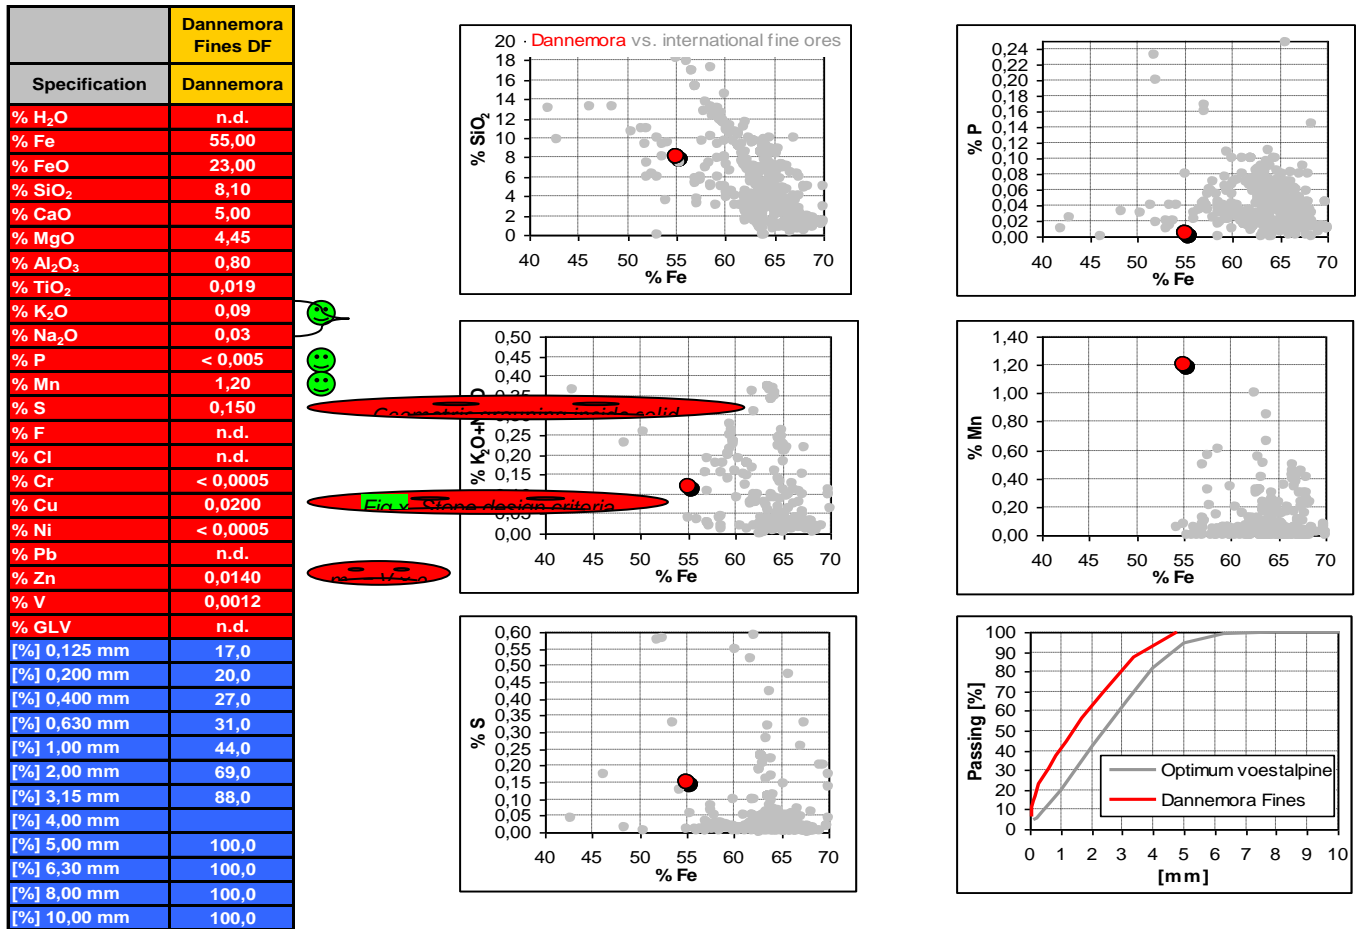 Dannemora
Fines DF
Specification Dannemora
% H₂O n.d.
% Fe 55,00
% FeO 23,00
% SiO₂ 8,10
% CaO 5,00
% MgO 4,45
% Al₂O₃ 0,80
% TiO₂ 0,019
% K₂O 0,09
% Na₂O 0,03
% P < 0,005
% Mn 1,20
% S 0,150
% F n.d.
% Cl n.d.
% Cr < 0,0005
% Cu 0,0200
% Ni < 0,0005
% Pb n.d.
% Zn 0,0140
% V 0,0012
% GLV n.d.
[%] 0,125 mm 17,0
[%] 0,200 mm 20,0
[%] 0,400 mm 27,0
[%] 0,630 mm 31,0
[%] 1,00 mm 44,0
[%] 2,00 mm 69,0
[%] 3,15 mm 88,0
[%] 4,00 mm
[%] 5,00 mm 100,0
[%] 6,30 mm 100,0
[%] 8,00 mm 100,0
[%] 10,00 mm 100,0
Dannemora vs. international fine ores
% SiO₂
20
18
16
14
12
10
8
6
4
2
0
40 45 50 55 60 65 70
% Fe
% P
0,24
0,22
0,20
0,18
0,16
0,14
0,12
0,10
0,08
0,06
0,04
0,02
0,00
40 45 50 55 60 65 70
% Fe
% K₂O+N
0,50
0,45
0,40
0,30
0,25
0,20
0,15
0,10
0,05
0,00
40 45 50 55 60 65 70
% Fe
Geometric
inside solid
Fig x. Slope design criteria
% Mn
1,40
1,20
1,00
0,80
0,60
0,40
0,20
0,00
40 45 50 55 60 65 70
% Fe
% S
0,60
0,55
0,50
0,45
0,40
0,35
0,30
0,25
0,20
0,15
0,10
0,05
0,00
40 45 50 55 60 65 70
% Fe
Passing [%]
100
90
80
70
60
50
40
30
20
10
0
Optimum voestalpine
Dannemora Fines
0 1 2 3 4 5 6 7 8 9 10
[mm]